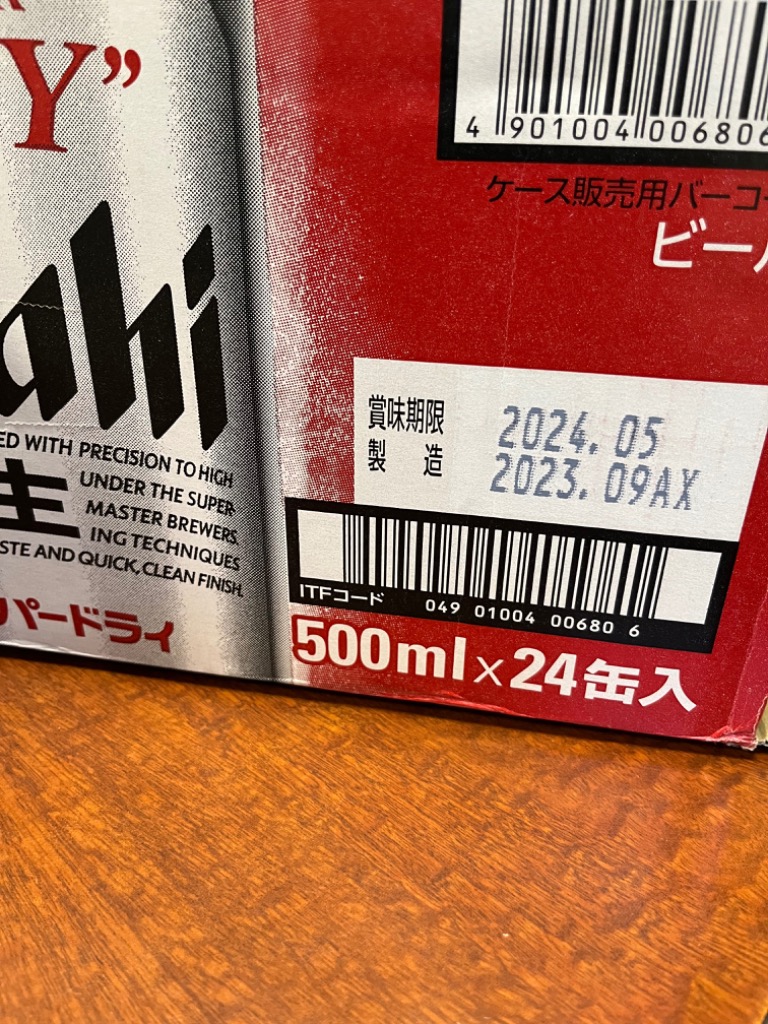 Y”
ahi
ED WITH PRECISION TO HIGH
UNDER THE SUPER-
MASTER BREWERS
ING TECHNIQUES
STE AND QUICK, CLEAN FINISH.
生
パードライ
4 901004 006806
ケース販売用バーコー
ビール
賞味期限 2024.05
製造 2023.09AX
ITFコード 049 01004 00680 6
500ml×24缶入